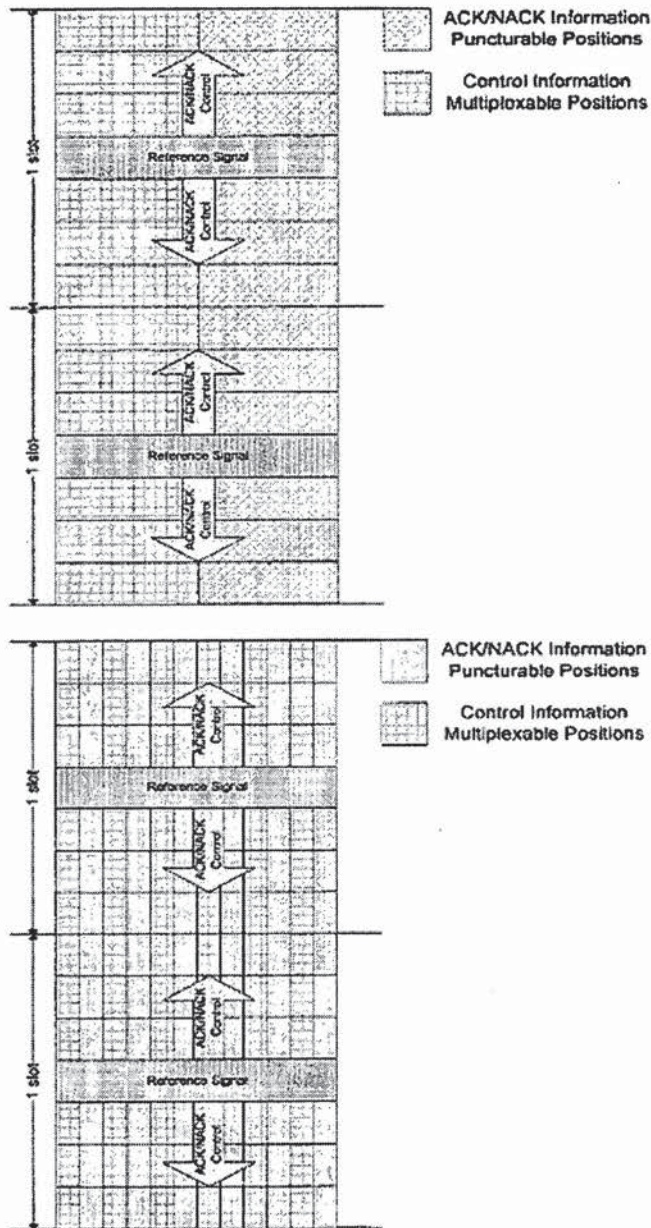 ACK/NACK Information
Puncturable Positions
Control Information
Multiplexable Positions
1 slot
ACK/NACK
Control
Reference Signal
ACK/NACK
Control
1 slot
ACK/NACK
Control
Reference Signal
ACK/NACK
Control
ACK/NACK Information
Puncturable Positions
Control Information
Multiplexable Positions
1 slot
ACK/NACK
Control
Reference Signal
ACK/NACK
Control
1 slot
ACK/NACK
Control
Reference Signal
ACK/NACK
Control